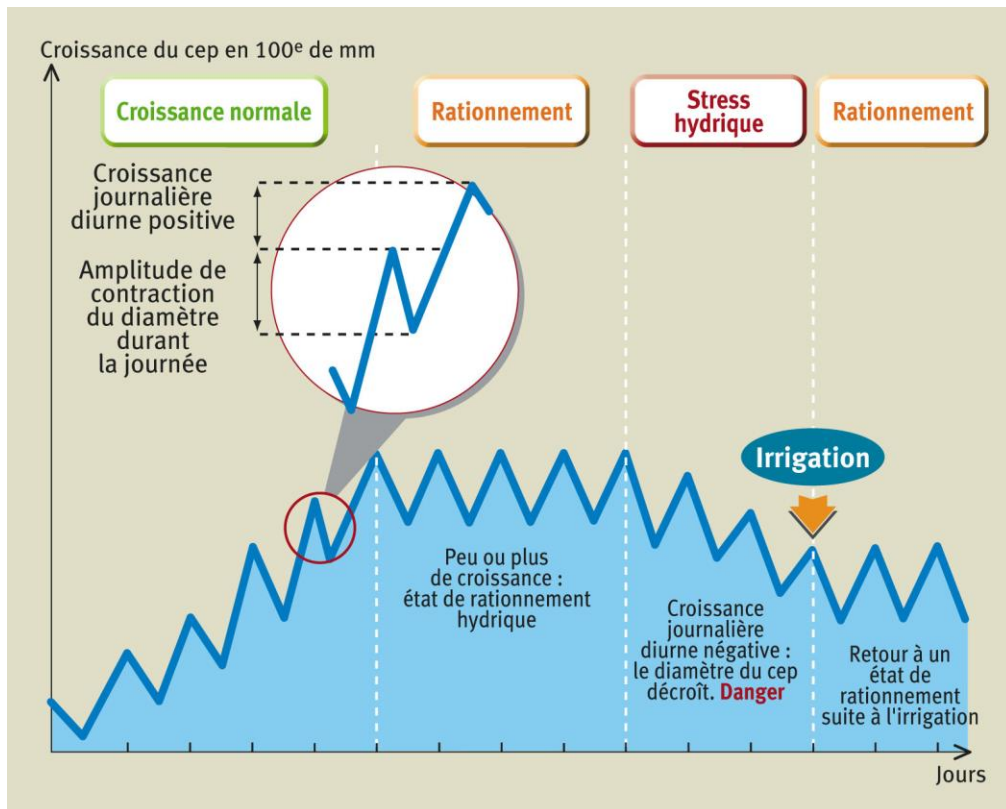 Croissance du cep en 100e de mm
Croissance normale
Rationnement
Stress
hydrique
Rationnement
Croissance
journalière
diurne positive
Amplitude de
contraction
du diamètre
durant
la journée
Irrigation
Peu ou plus
de croissance :
état de rationnement
hydrique
Croissance
journalière
diurne négative :
le diamètre du cep
décroît. Danger
Retour à un
état de
rationnement
suite à l'irrigation
Jours